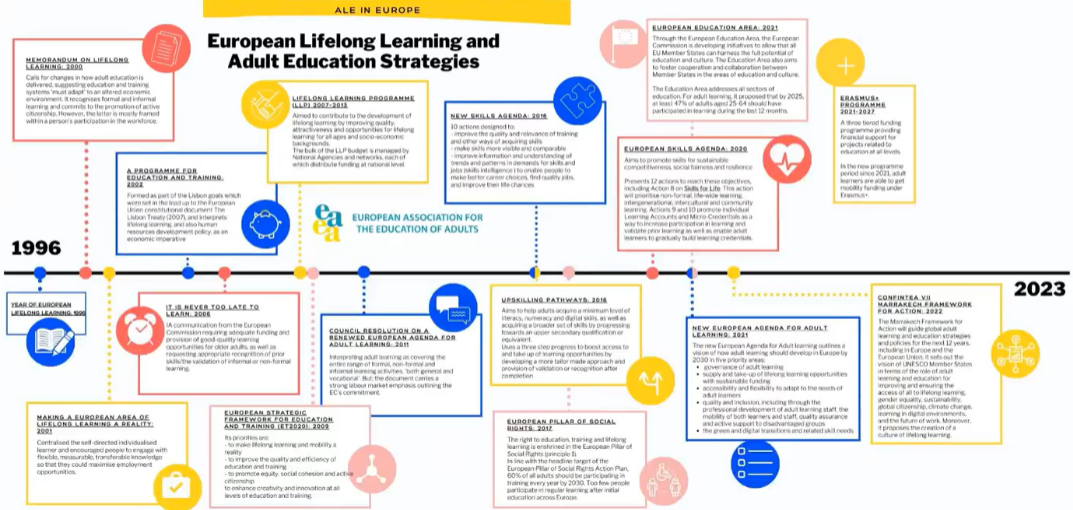 ALE IN EUROPE
European Lifelong Learning and
Adult Education Strategies
MEMORANDUM ON LIFELONG
LEARNING: 2000
Calls for changes in how adult education is
delivered, suggesting education and training
systems 'must adapt' to an altered economic
environment. It recognises formal and informal
learning and commits to the promotion of active
citizenship. However, the latter is mostly framed
within a person's participation in the workforce.
A PROGRAMME FOR
EDUCATION AND TRAINING:
2002
Formed as part of the Lisbon goals which
were set in the lead up to the European
Union constitutional document The
Lisbon Treaty (2007), and interprets
lifelong learning, and also human
resources development policy, as an
economic imperative
LIFELONG LEARNING PROGRAMME
(LLP) 2007-2013
Aimed to contribute to the development of
lifelong learning by improving quality,
attractiveness and opportunities for lifelong
learning for all ages and socio-economic
backgrounds.
The bulk of the LLP budget is managed by
National Agencies and networks, each of
which distribute funding at national level
NEW SKILLS AGENDA: 2016
10 actions designed to:
- improve the quality and relevance of training
and other ways of acquiring skills
- make skills more visible and comparable
- improve information and understanding of
trends and patterns in demands for skills and
jobs (skills intelligence) to enable people to
make better career choices, find quality jobs,
and improve their life chances
EUROPEAN EDUCATION AREA: 2021
Through the European Education Area, the European
Commission is developing initiatives to allow that all
EU Member States can harness the full potential of
education and culture. The Education Area also aims
to foster cooperation and collaboration between
Member States in the areas of education and culture.
The Education Area addresses all sectors of
education. For adult learning, it proposed that by 2025,
at least 47% of adults aged 25-64 should have
participated in learning during the last 12 months.
EUROPEAN SKILLS AGENDA: 2020
Aims to promote skills for sustainable
competitiveness, social fairness and resilience
Presents 12 actions to reach these objectives,
including Action 8 on Skills for Life. This action
will prioritise non-formal, life-wide learning,
intergenerational, intercultural and community
learning. Actions 9 and 10 promote Individual
Learning Accounts and Micro-Credentials as a
way to increase participation in learning and
validate prior learning as well as enable adult
learners to gradually build learning credentials.
ERASMUS+
PROGRAMME
2021-2027
A three tiered funding
programme providing
financial support for
projects related to
education at all levels.
In the new programme
period since 2021, adult
learners are able to get
mobility funding under
Erasmus+.
eaea
EUROPEAN ASSOCIATION FOR
THE EDUCATION OF ADULTS
1996
2023
YEAR OF EUROPEAN
LIFELONG LEARNING: 1996
IT IS NEVER TOO LATE TO
LEARN: 2006
(A communication from the European
Commission requiring adequate funding and
provision of good-quality learning
opportunities for older adults, as well as
requesting appropriate recognition of prior
skills/the validation of informal or non-formal
learning.
COUNCIL RESOLUTION ON A
RENEWED EUROPEAN AGENDA FOR
ADULT LEARNING: 2011
Interpreting adult learning as covering the
entire range of formal, non-formal and
informal learning activities, 'both general and
vocational'. But the document carries a
strong labour market emphasis outlining the
EC's commitment.
UPSKILLING PATHWAYS: 2016
Aims to help adults acquire a minimum level of
literacy, numeracy and digital skills, as well as
acquiring a broader set of skills by progressing
towards an upper secondary qualification or
equivalent.
Uses a three step progress to boost access to
and take-up of learning opportunities by
developing a more tailor made approach and
provision of validation or recognition after
completion
NEW EUROPEAN AGENDA FOR ADULT
LEARNING: 2021
The new European Agenda for Adult learning outlines a
vision of how adult learning should develop in Europe by
2030 in five priority areas:
• governance of adult learning
• supply and take-up of lifelong learning opportunities
with sustainable funding
• accessibility and flexibility to adapt to the needs of
adult learners
• quality and inclusion, including through the
professional development of adult learning staff, the
mobility of both learners and staff, quality assurance
and active support to disadvantaged groups
• the green and digital transitions and related skill needs
CONFINTEA VII
MARRAKECH FRAMEWORK
FOR ACTION: 2022
The Marrakech Framework for
Action will guide global adult
learning and education strategies
and policies for the next 12 years,
including in Europe and the
European Union. It sets out the
vision of UNESCO Member States
in terms of the role of adult
learning and education for
improving and ensuring the
access of all to lifelong learning,
gender equality, sustainability,
global citizenship, climate change,
learning in digital environments,
and the future of work. Moreover,
it proposes the creation of a
culture of lifelong learning.
MAKING A EUROPEAN AREA OF
LIFELONG LEARNING A REALITY:
2001
Centralised the self-directed individualised
learner and encouraged people to engage with
flexible, measurable, transferable knowledge
so that they could maximise employment
opportunities.
EUROPEAN STRATEGIC
FRAMEWORK FOR EDUCATION
AND TRAINING (ET2020): 2009
Its priorities are:
- to make lifelong learning and mobility a
reality
- to improve the quality and efficiency of
education and training
- to promote equity, social cohesion and active
citizenship
to enhance creativity and innovation at all
levels of education and training.
EUROPEAN PILLAR OF SOCIAL
RIGHTS: 2017
The right to education, training and lifelong
learning is enshrined in the European Pillar of
Social Rights (principle 1).
In line with the headline target of the
European Pillar of Social Rights Action Plan,
60% of all adults should be participating in
training every year by 2030. Too few people
participate in regular learning after initial
education across Europe.